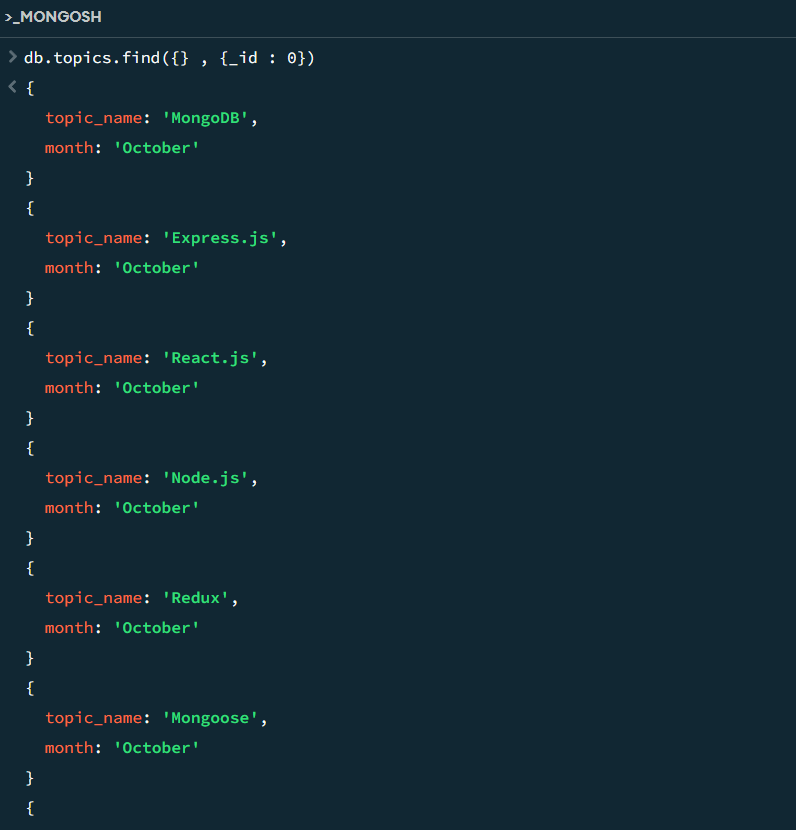 >_MONGOSH
> db.topics.find({} , {_id : 0})
< {
topic_name: 'MongoDB',
month: 'October'
}
{
topic_name: 'Express.js',
month: 'October'
}
{
topic_name: 'React.js',
month: 'October'
}
{
topic_name: 'Node.js',
month: 'October'
}
{
topic_name: 'Redux',
month: 'October'
}
{
topic_name: 'Mongoose',
month: 'October'
}
{